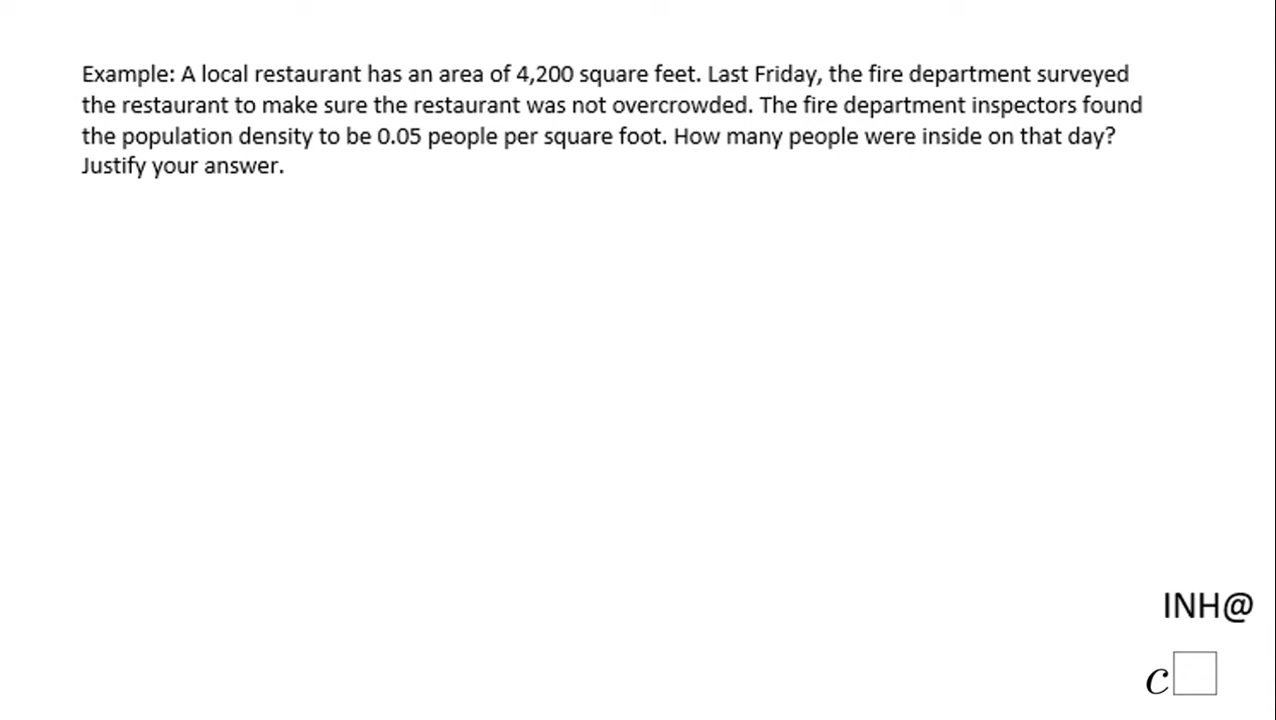 Example: A local restaurant has an area of 4,200 square feet. Last Friday, the fire department surveyed
the restaurant to make sure the restaurant was not overcrowded. The fire department inspectors found
the population density to be 0.05 people per square foot. How many people were inside on that day?
Justify your answer.
INH@
c